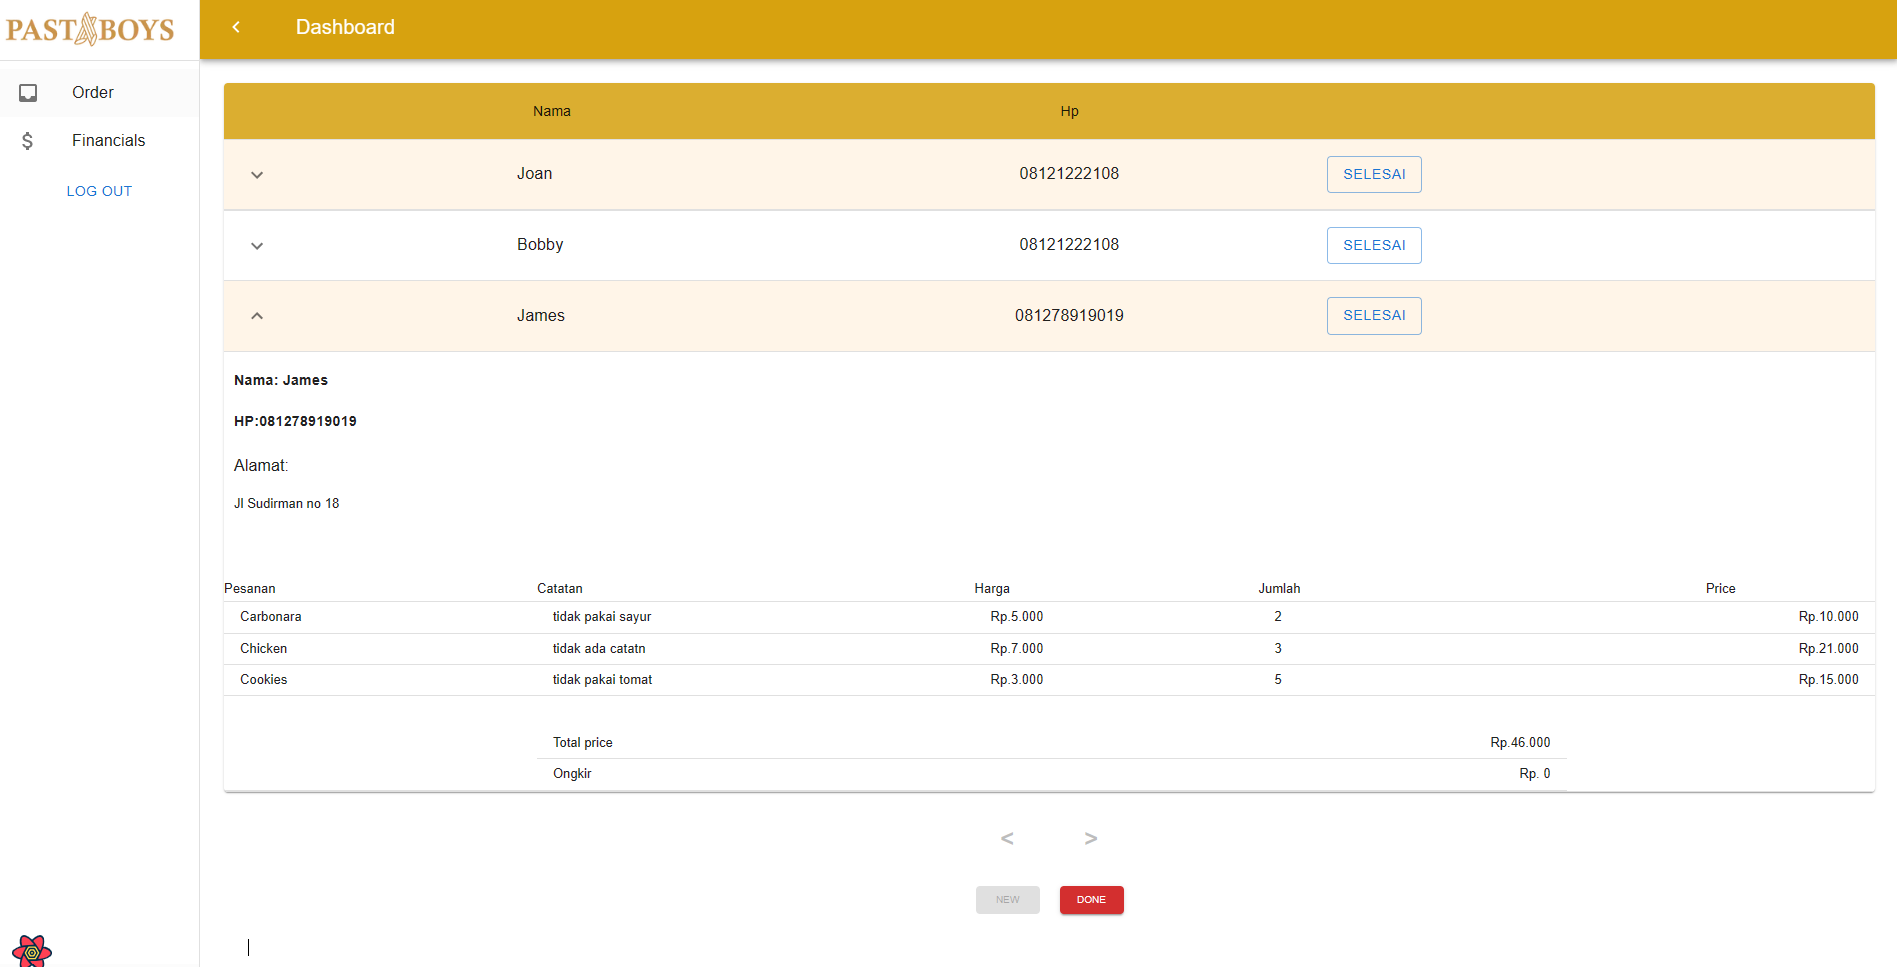 PASTABOYS
Dashboard
Order
Financials
LOG OUT
Nama Hp
Joan 08121222108 SELESAI
Bobby 08121222108 SELESAI
James 081278919019 SELESAI
Nama: James
HP:081278919019
Alamat:
Jl Sudirman no 18
Pesanan Catatan Harga Jumlah Price
Carbonara tidak pakai sayur Rp.5.000 2 Rp.10.000
Chicken tidak ada catatn Rp.7.000 3 Rp.21.000
Cookies tidak pakai tomat Rp.3.000 5 Rp.15.000
Total price Rp.46.000
Ongkir Rp. 0
< >
NEW DONE